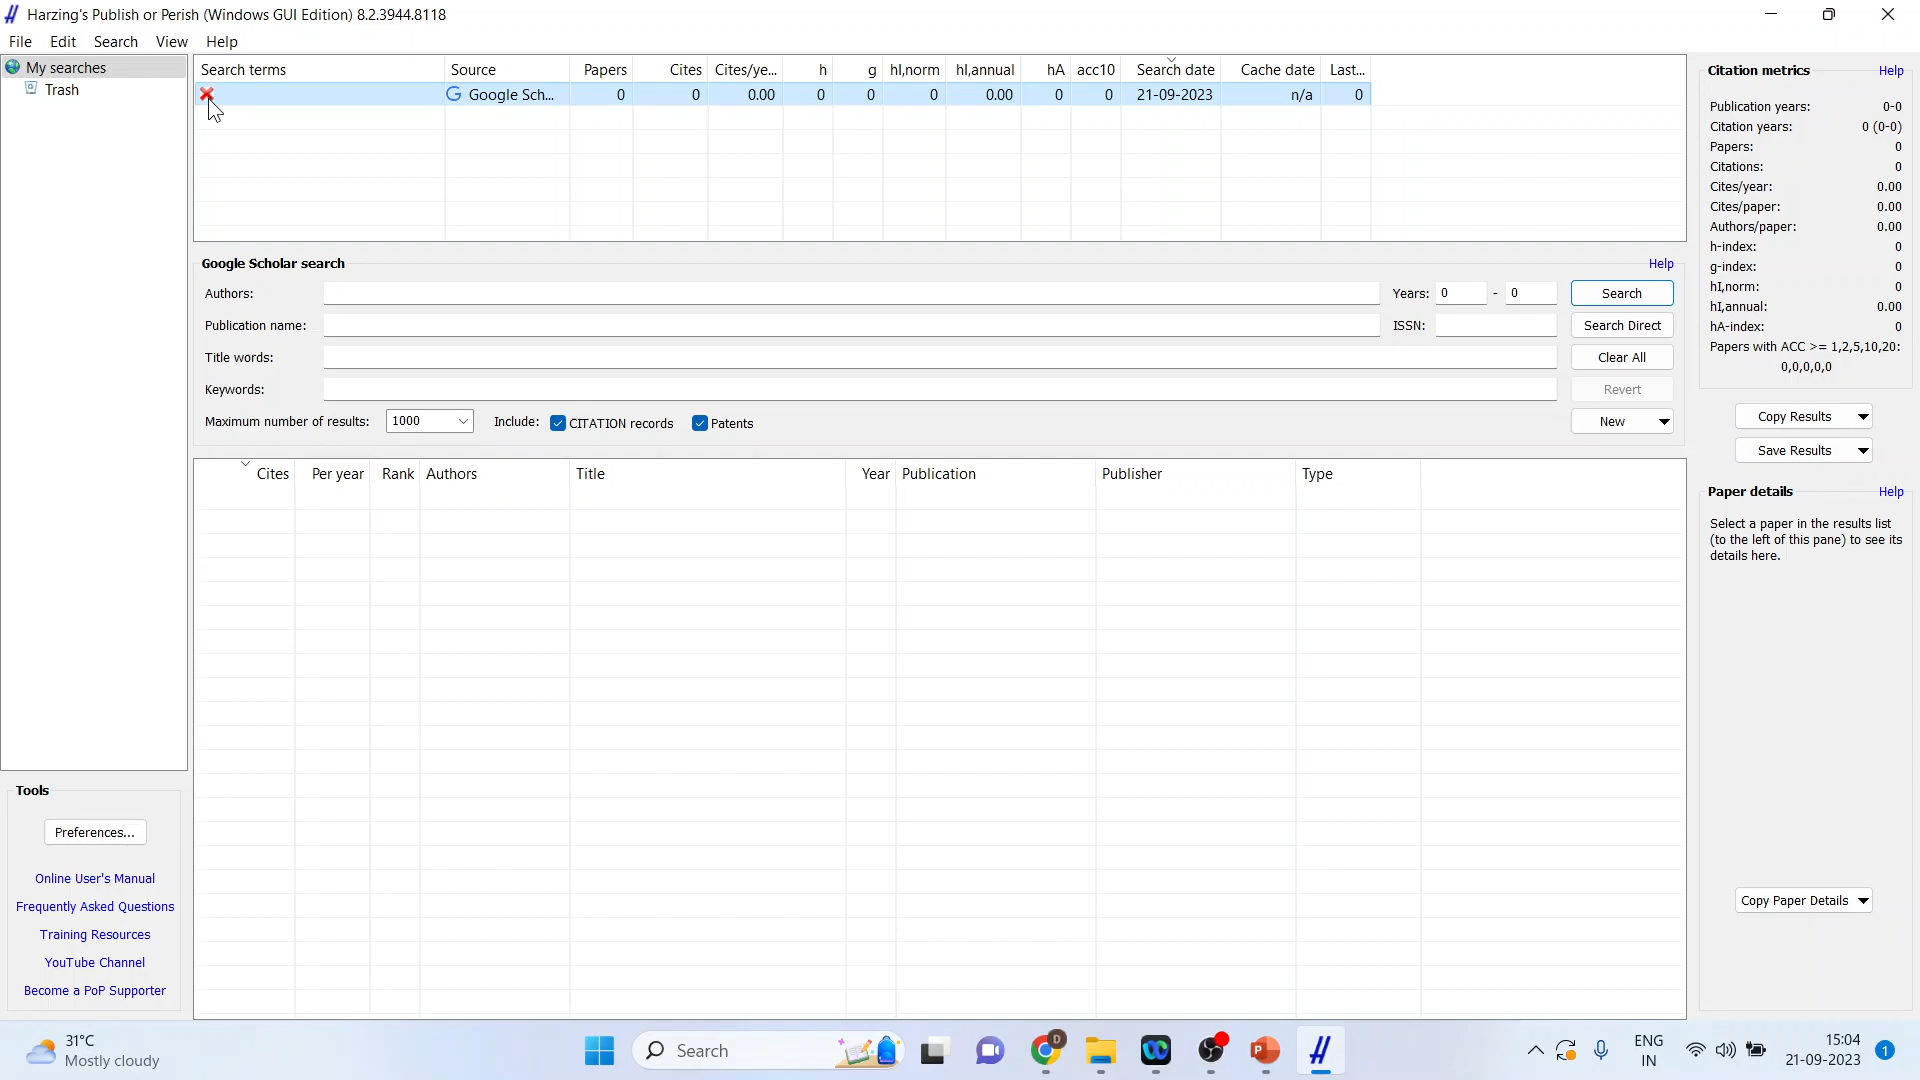 Harzing's Publish or Perish (Windows GUI Edition) 8.2.3944.8118
File Edit Search View Help
My searches
Trash
Search terms Source Papers Cites Cites/ye... h g hI,norm hI,annual hA acc10 Search date Cache date Last...
Google Sch... 0 0 0.00 0 0 0 0.00 0 0 21-09-2023 n/a 0
Google Scholar search Help
Authors: Years: 0 - 0 Search
Publication name: ISSN: Search Direct
Title words: Clear All
Keywords: Revert
Maximum number of results: 1000 Include: CITATION records Patents New
Cites Per year Rank Authors Title Year Publication Publisher Type
Citation metrics Help
Publication years: 0-0
Citation years: 0 (0-0)
Papers: 0
Citations: 0
Cites/year: 0.00
Cites/paper: 0.00
Authors/paper: 0.00
h-index: 0
g-index: 0
hI,norm: 0
hI,annual: 0.00
hA-index: 0
Papers with ACC >= 1,2,5,10,20:
0,0,0,0,0
Copy Results
Save Results
Paper details Help
Select a paper in the results list
(to the left of this pane) to see its
details here.
Copy Paper Details
Tools
Preferences...
Online User's Manual
Frequently Asked Questions
Training Resources
YouTube Channel
Become a PoP Supporter
31°C
Mostly cloudy
Search
D
P
ENG
IN
15:04
21-09-2023
1